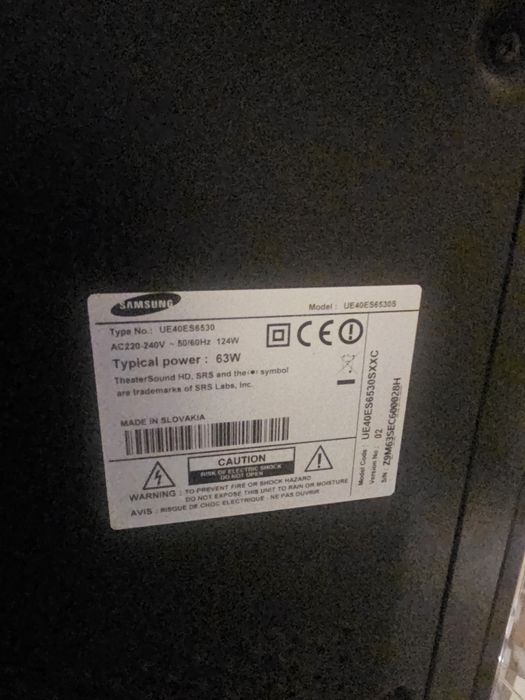 SAMSUNG
Model : UE40ES6530S
Type No.: UE40ES6530
AC220-240V ~ 50/60Hz 124W
Typical power : 63W
TheaterSound HD, SRS and the symbol
are trademarks of SRS Labs, Inc.
CE
MADE IN SLOVAKIA
CAUTION
RISK OF ELECTRIC SHOCK
DO NOT OPEN
WARNING : TO PREVENT FIRE OR SHOCK HAZARD
DO NOT EXPOSE THIS UNIT TO RAIN OR MOISTURE
AVIS : RISQUE DE CHOC ELECTRIQUE - NE PAS OUVRIR
Model Code : UE40ES6530SXXC
Version No : 02
S/N : Z9M63SEC600028H